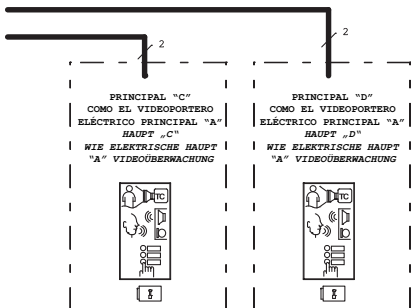 2
2
PRINCIPAL “C”
COMO EL VIDEOPORTERO
ELÉCTRICO PRINCIPAL “A”
HAUPT „C“
WIE ELEKTRISCHE HAUPT
“A” VIDEOÜBERWACHUNG
TC
PRINCIPAL “D”
COMO EL VIDEOPORTERO
ELÉCTRICO PRINCIPAL “A”
HAUPT „D“
WIE ELEKTRISCHE HAUPT
“A” VIDEOÜBERWACHUNG
TC